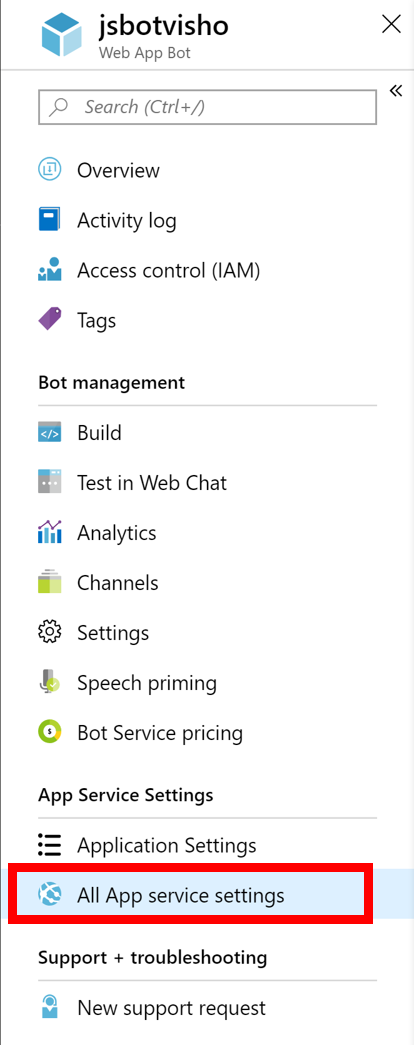 jsbotvisho
Web App Bot
Search (Ctrl+/)
Overview
Activity log
Access control (IAM)
Tags
Bot management
Build
Test in Web Chat
Analytics
Channels
Settings
Speech priming
Bot Service pricing
App Service Settings
Application Settings
All App service settings
Support + troubleshooting
New support request